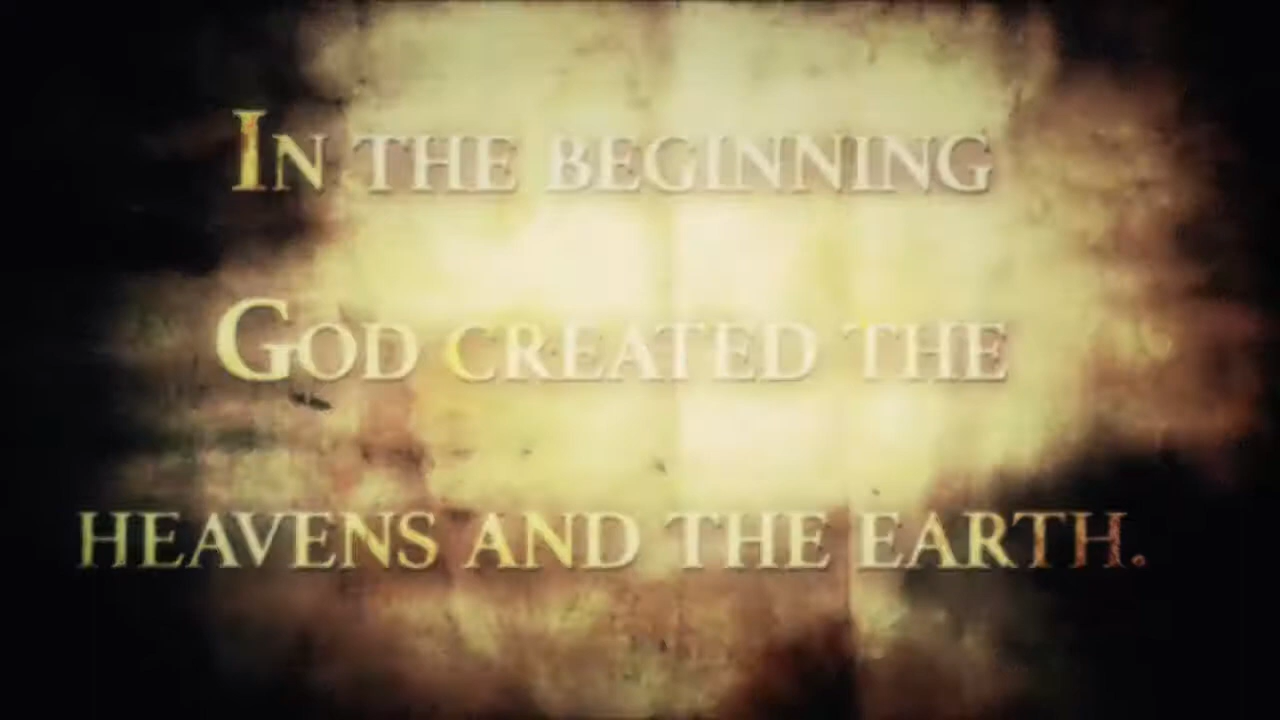 In the beginning
God created the
heavens and the earth.